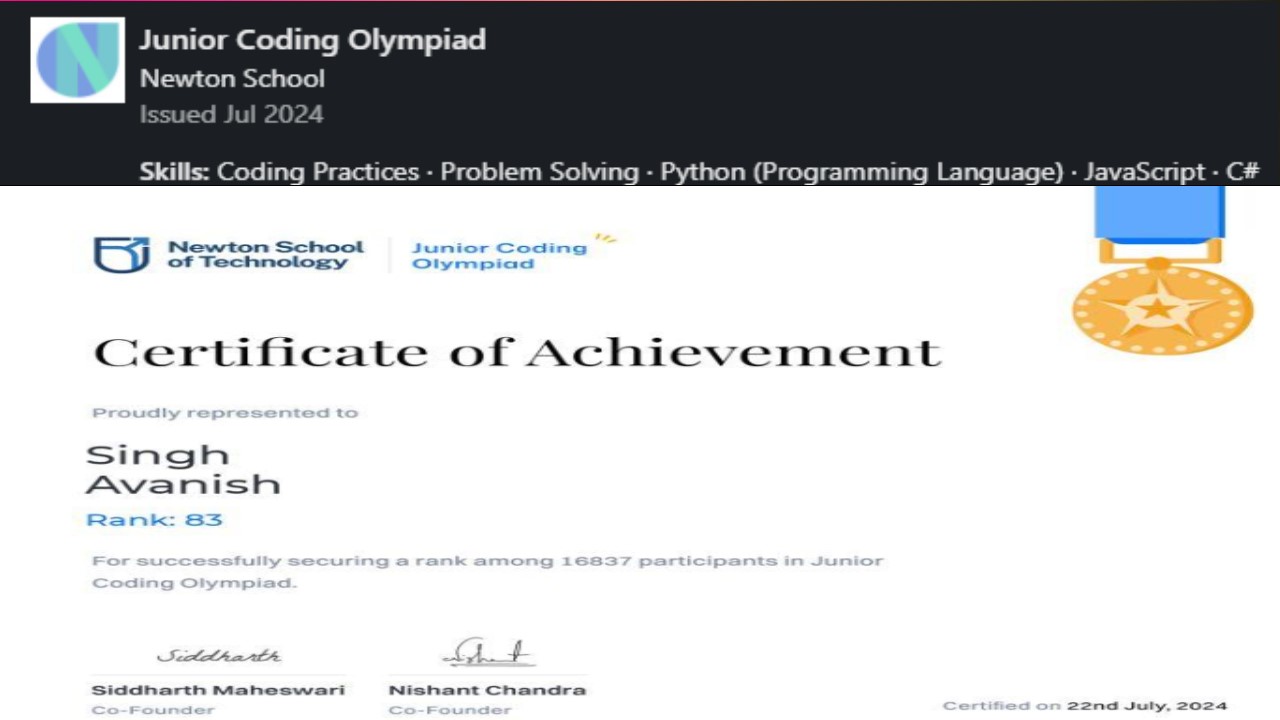 Junior Coding Olympiad
Newton School
Issued Jul 2024
Skills: Coding Practices · Problem Solving · Python (Programming Language) · JavaScript · C#
Newton School
of Technology
Junior Coding
Olympiad
Certificate of Achievement
Proudly represented to
Singh
Avanish
Rank: 83
For successfully securing a rank among 16837 participants in Junior
Coding Olympiad.
Siddharth
Nishant
Siddharth Maheswari
Co-Founder
Nishant Chandra
Co-Founder
Certified on 22nd July, 2024